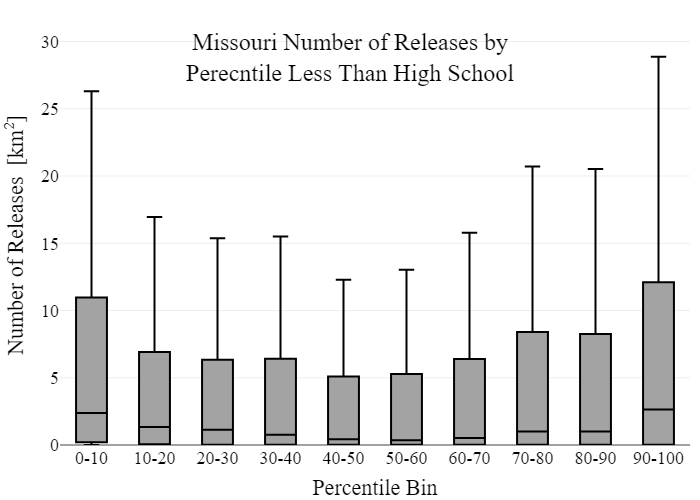 Missouri Number of Releases by
Perecntile Less Than High School
Number of Releases [km²]
30
25
20
15
10
5
0
0-10 10-20 20-30 30-40 40-50 50-60 60-70 70-80 80-90 90-100
Percentile Bin